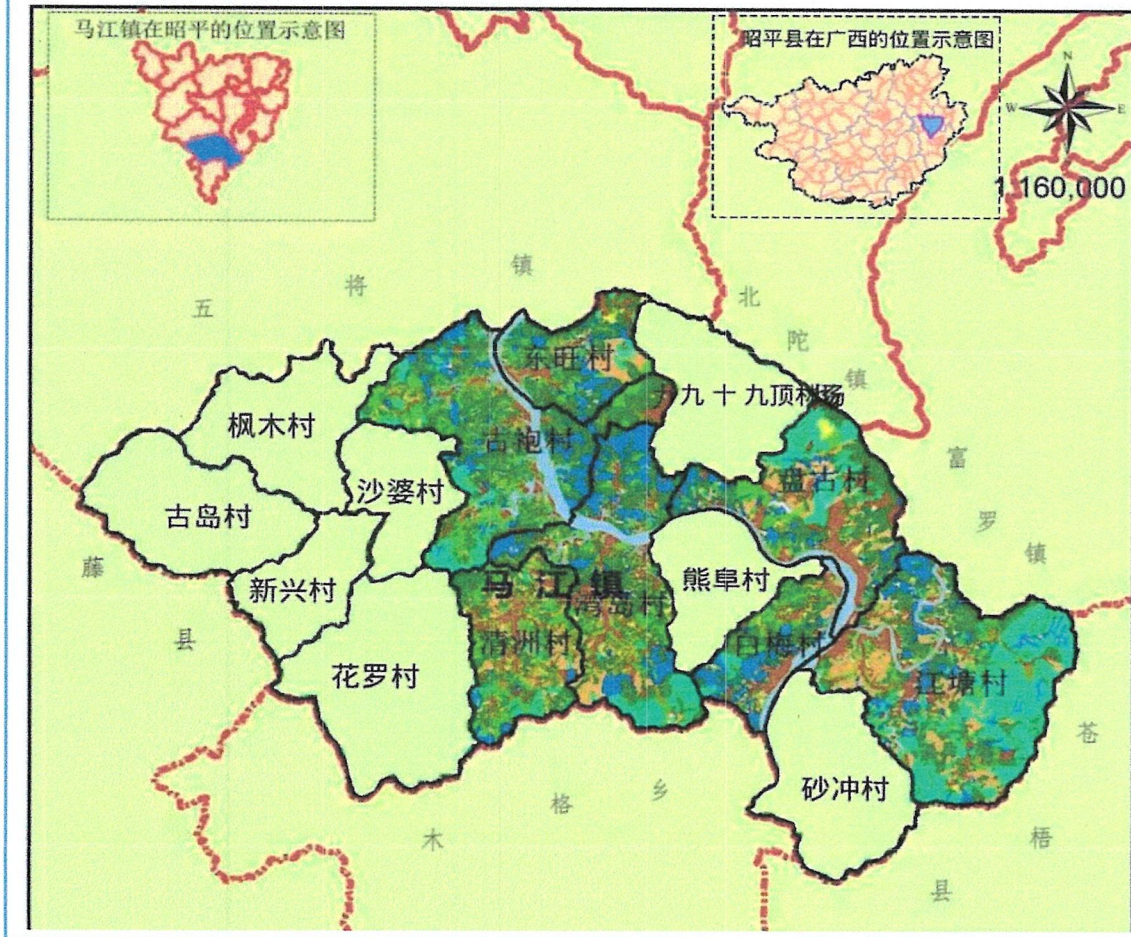 马江镇在昭平的位置示意图
昭平县在广西的位置示意图
N
W
E
1,160,000
镇
将
五
北
陀
镇
东旺村
九 十 九顶林场
枫木村
古袍村
盘古村
沙婆村
富
罗
镇
古岛村
藤
县
新兴村
马 江 镇
湾岛村
熊阜村
清洲村
白梅村
花罗村
江塘村
苍
梧
县
砂冲村
木
格
乡